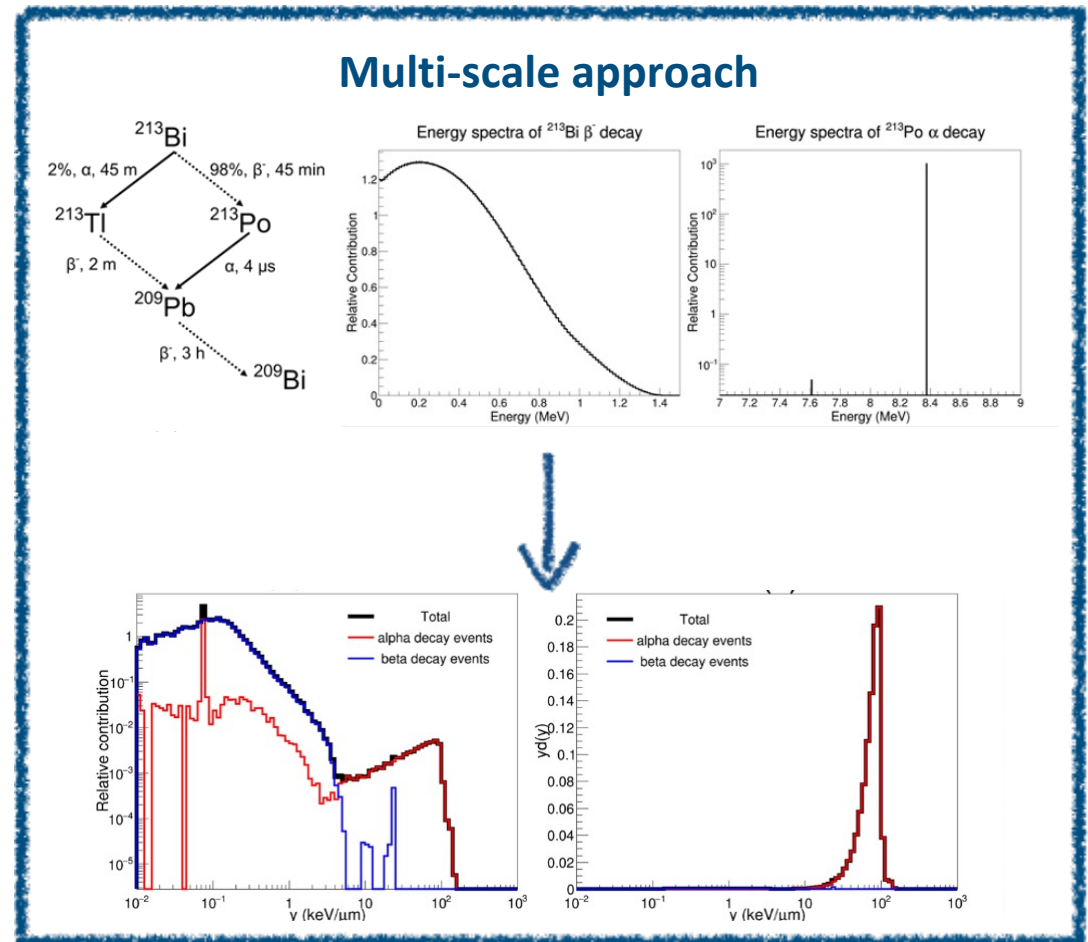 Multi-scale approach
²¹³Bi
2%, α, 45 m
98%, β⁻, 45 min
²¹³Tl
²¹³Po
β⁻, 2 m
α, 4 µs
²⁰⁹Pb
β⁻, 3 h
²⁰⁹Bi
Energy spectra of ²¹³Bi β⁻ decay
Relative Contribution
1.2
1
0.8
0.6
0.4
0.2
0
0 0.2 0.4 0.6 0.8 1 1.2 1.4
Energy (MeV)
Energy spectra of ²¹³Po α decay
Relative Contribution
10³
10²
10
1
10⁻¹
7 7.2 7.4 7.6 7.8 8 8.2 8.4 8.6 8.8 9
Energy (MeV)
Total
alpha decay events
beta decay events
Relative contribution
1
10⁻¹
10⁻²
10⁻³
10⁻⁴
10⁻⁵
10⁻² 10⁻¹ 1 10 10² 10³
y (keV/µm)
Total
alpha decay events
beta decay events
yd(y)
0.2
0.18
0.16
0.14
0.12
0.1
0.08
0.06
0.04
0.02
0
10⁻² 10⁻¹ 1 10 10² 10³
y (keV/µm)